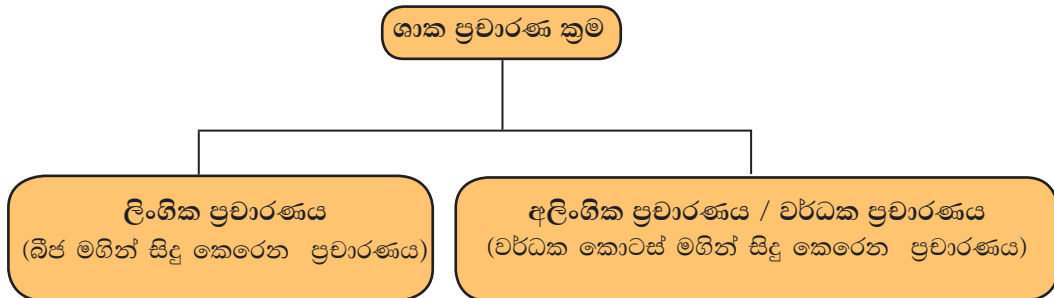 ශාක ප්‍රචාරණ ක්‍රම
ලිංගික ප්‍රචාරණය
(බීජ මගින් සිදු කෙරෙන ප්‍රචාරණය)
අලිංගික ප්‍රචාරණය / වර්ධක ප්‍රචාරණය
(වර්ධක කොටස් මගින් සිදු කෙරෙන ප්‍රචාරණය)